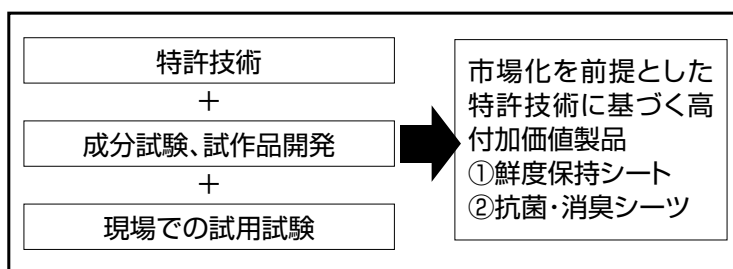 特許技術
+
成分試験、試作品開発
+
現場での試用試験
市場化を前提とした
特許技術に基づく高
付加価値製品
①鮮度保持シート
②抗菌・消臭シーツ